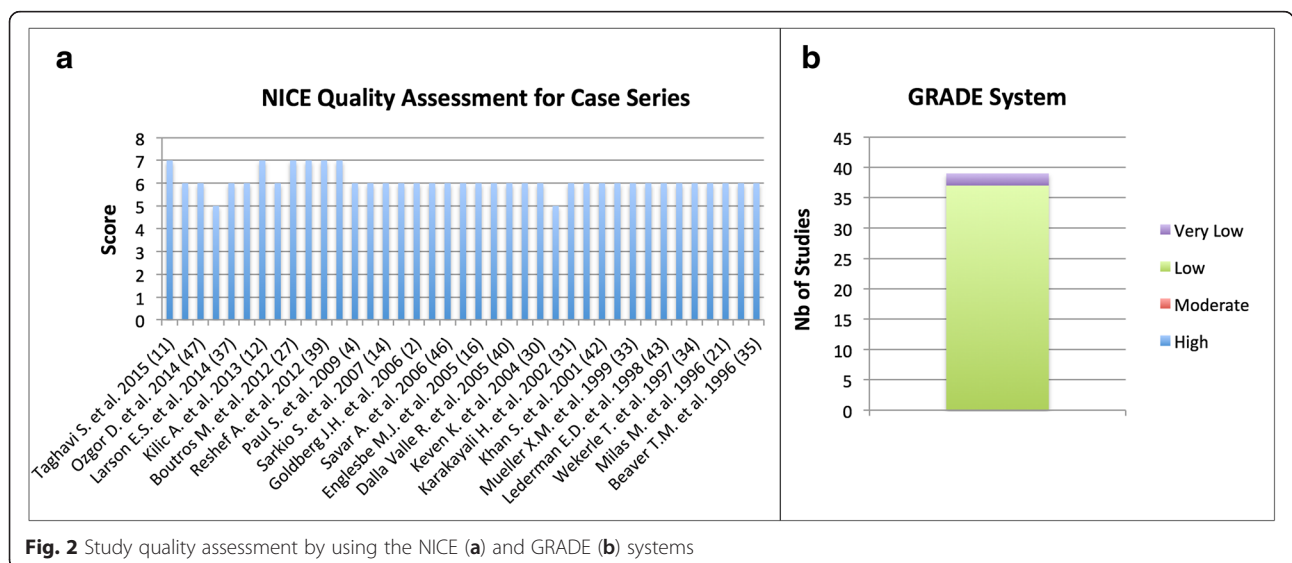 a
NICE Quality Assessment for Case Series
Score
8
7
6
5
4
3
2
1
0
Taghavi S. et al. 2015 (11)
Ozgor D. et al. 2014 (47)
Larson E.S. et al. 2014 (37)
Kilic A. et al. 2013 (12)
Boutros M. et al. 2012 (27)
Reshef A. et al. 2012 (39)
Paul S. et al. 2009 (4)
Sarkio S. et al. 2007 (14)
Goldberg J.H. et al. 2006 (2)
Savar A. et al. 2006 (46)
Englesbe M.J. et al. 2005 (16)
Dalla Valle R. et al. 2005 (40)
Keven K. et al. 2004 (30)
Karakayali H. et al. 2002 (31)
Khan S. et al. 2001 (42)
Mueller X.M. et al. 1999 (33)
Lederman E.D. et al. 1998 (43)
Wekerle T. et al. 1997 (34)
Milas M. et al. 1996 (21)
Beaver T.M. et al. 1996 (35)
b
GRADE System
Nb of Studies
45
40
35
30
25
20
15
10
5
0
Very Low
Low
Moderate
High
Fig. 2 Study quality assessment by using the NICE (a) and GRADE (b) systems